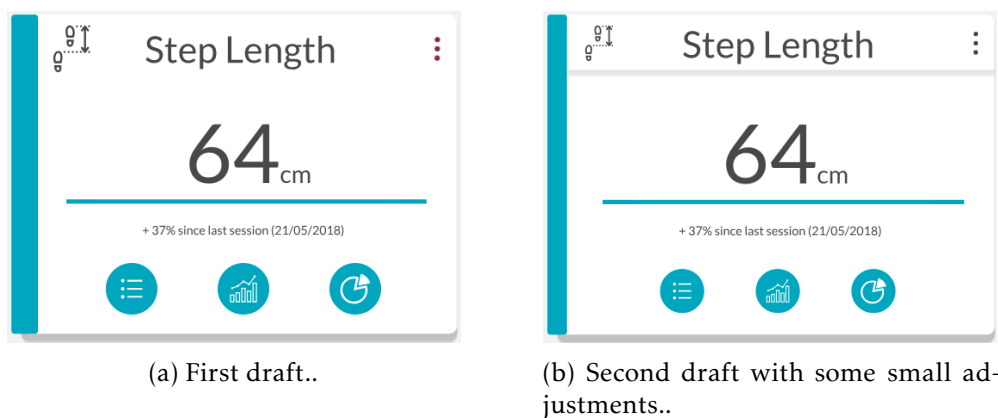 Step Length
64cm
+ 37% since last session (21/05/2018)
(a) First draft..
Step Length
64cm
+ 37% since last session (21/05/2018)
(b) Second draft with some small ad-
justments..